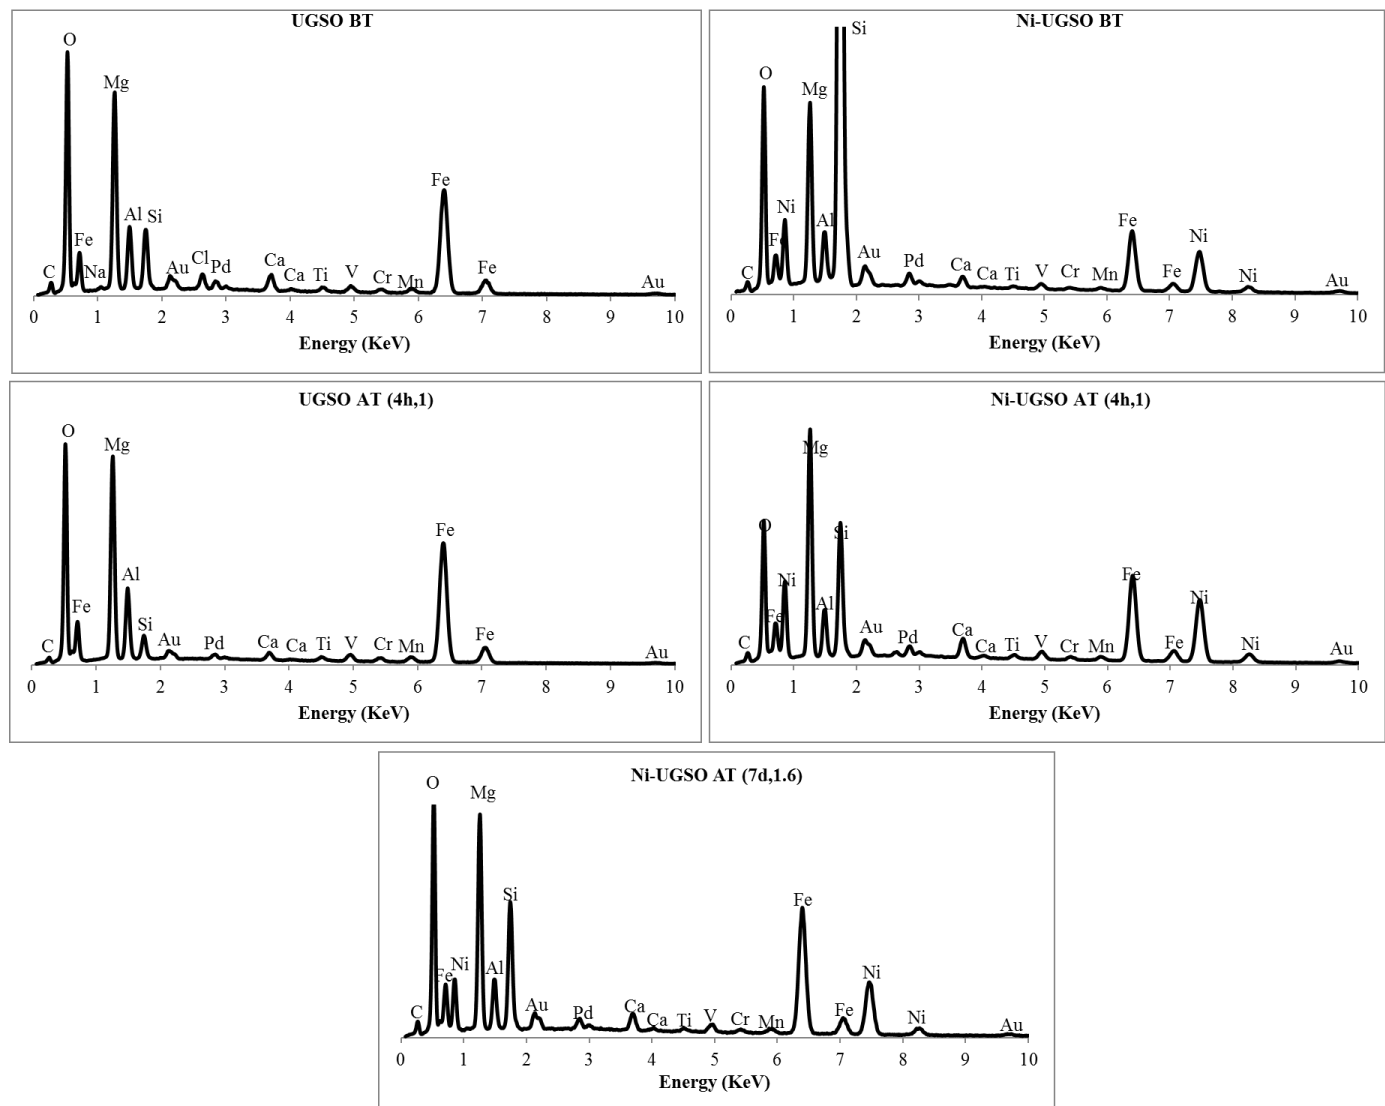 UGSO BT
O
Mg
Fe
Al Si
Fe
C Na Au Cl Pd Ca Ca Ti V Cr Mn Fe Au
0 1 2 3 4 5 6 7 8 9 10
Energy (KeV)
Ni-UGSO BT
Si
O
Mg
Ni
Al
Fe
Fe
Ni
C Au Pd Ca Ca Ti V Cr Mn Fe Ni Au
0 1 2 3 4 5 6 7 8 9 10
Energy (KeV)
UGSO AT (4h,1)
O
Mg
Fe
Al
Fe
Si
C Au Pd Ca Ca Ti V Cr Mn Fe Au
0 1 2 3 4 5 6 7 8 9 10
Energy (KeV)
Ni-UGSO AT (4h,1)
Mg
O Si
Ni Fe
Fe Al Ni
C Au Pd Ca Ca Ti V Cr Mn Fe Ni Au
0 1 2 3 4 5 6 7 8 9 10
Energy (KeV)
Ni-UGSO AT (7d,1.6)
O
Mg
Si Fe
Fe Ni Al Ni
C Au Pd Ca Ca Ti V Cr Mn Fe Ni Au
0 1 2 3 4 5 6 7 8 9 10
Energy (KeV)